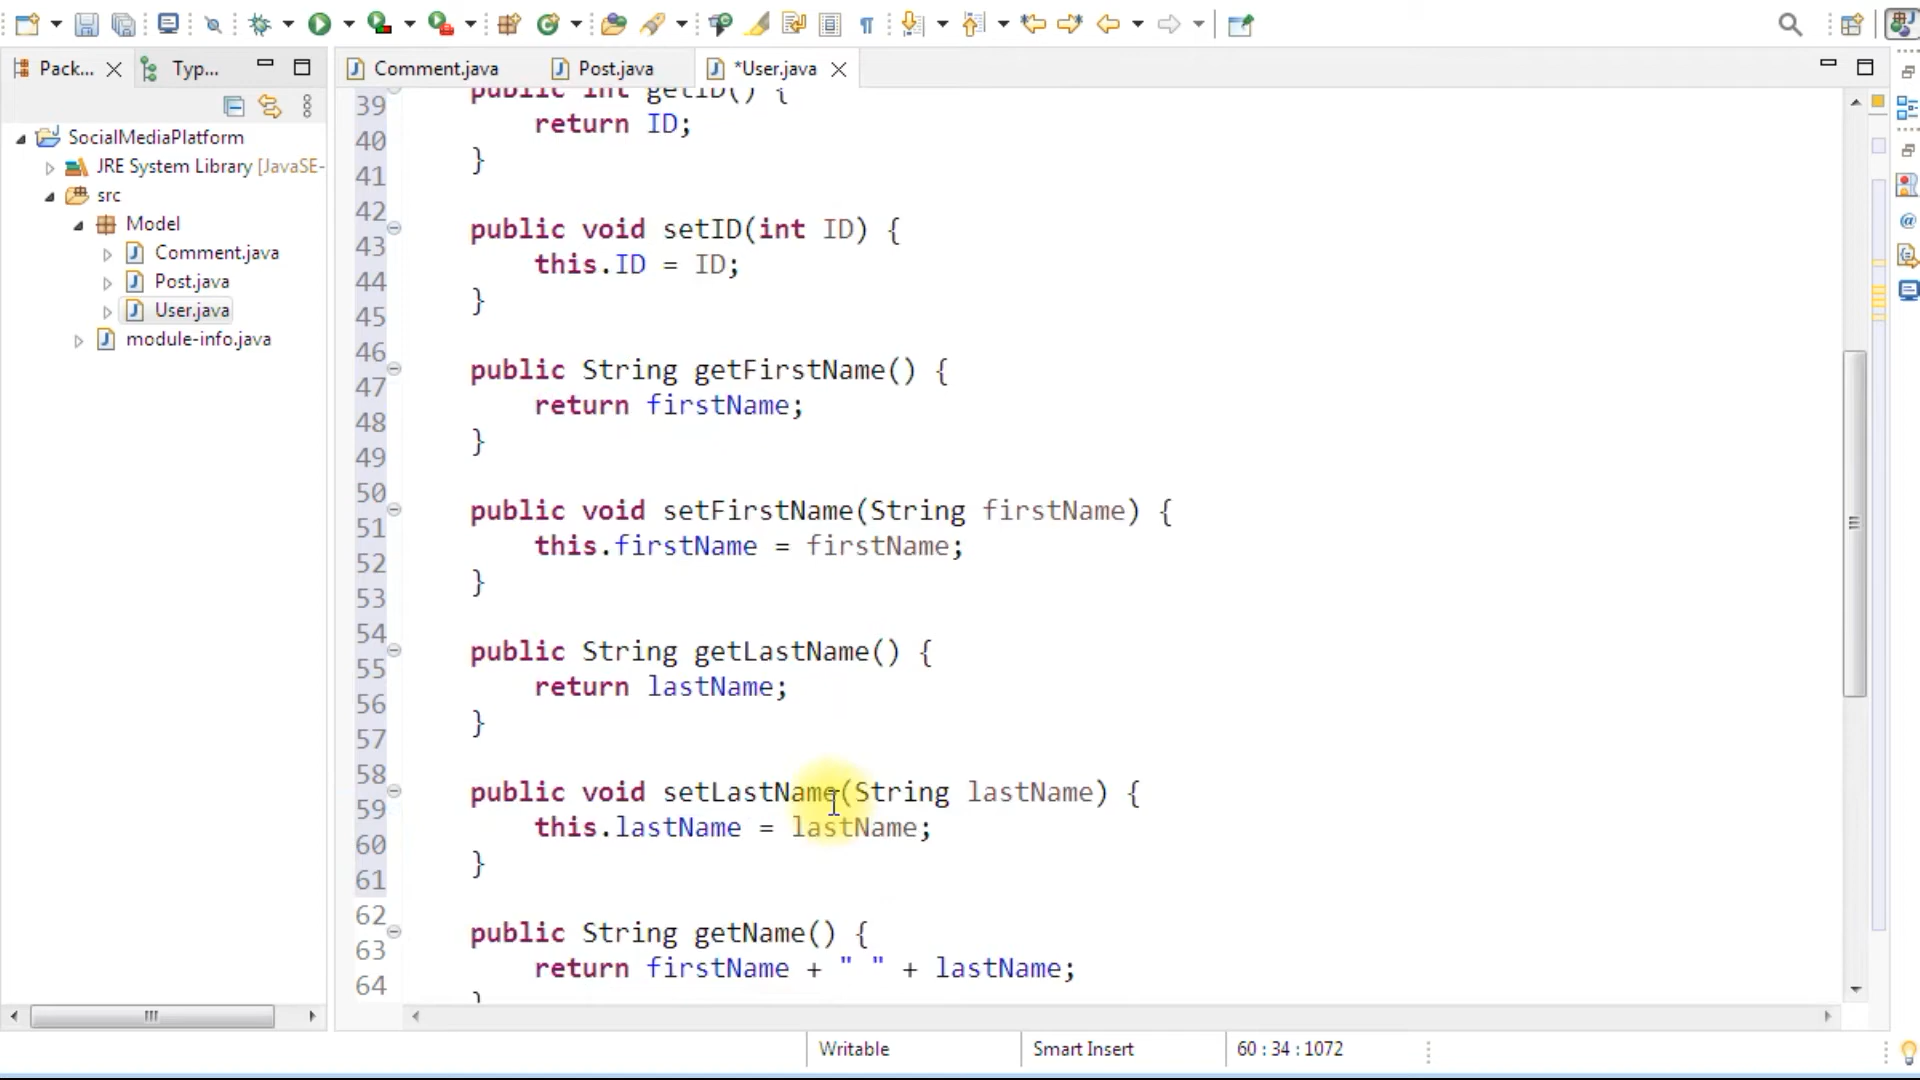 Pack...
Typ...
Comment.java
Post.java
*User.java
SocialMediaPlatform
JRE System Library [JavaSE-
src
Model
Comment.java
Post.java
User.java
module-info.java
39
40
41
42
43
44
45
46
47
48
49
50
51
52
53
54
55
56
57
58
59
60
61
62
63
64
public int getID() {
return ID;
}
public void setID(int ID) {
this.ID = ID;
}
public String getFirstName() {
return firstName;
}
public void setFirstName(String firstName) {
this.firstName = firstName;
}
public String getLastName() {
return lastName;
}
public void setLastName(String lastName) {
this.lastName = lastName;
}
public String getName() {
return firstName + " " + lastName;
}
Writable
Smart Insert
60 : 34 : 1072